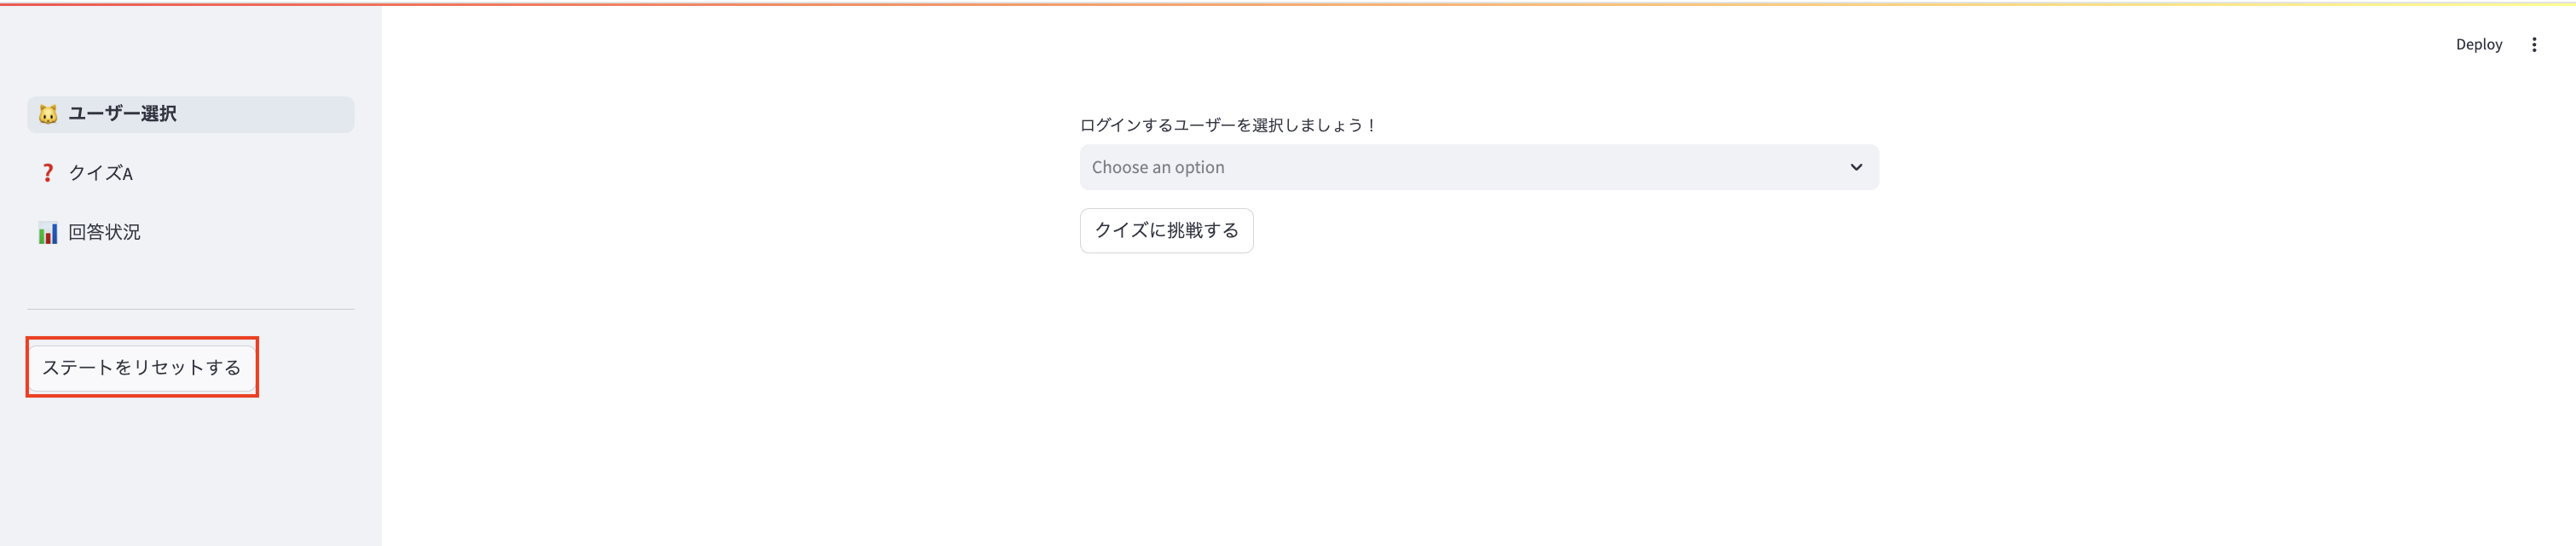 Deploy
ユーザー選択
クイズA
回答状況
ステートをリセットする
ログインするユーザーを選択しましょう！
Choose an option
クイズに挑戦する